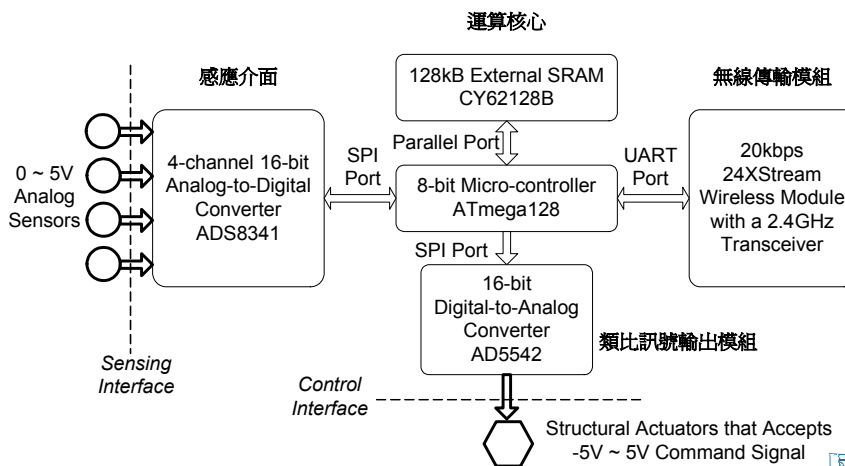 運算核心
感應介面
無線傳輸模組
128kB External SRAM
CY62128B
0 ~ 5V
Analog
Sensors
4-channel 16-bit
Analog-to-Digital
Converter
ADS8341
SPI
Port
Parallel Port
8-bit Micro-controller
ATmega128
UART
Port
20kbps
24XStream
Wireless Module
with a 2.4GHz
Transceiver
SPI Port
16-bit
Digital-to-Analog
Converter
AD5542
類比訊號輸出模組
Sensing
Interface
Control
Interface
Structural Actuators that Accepts
-5V ~ 5V Command Signal